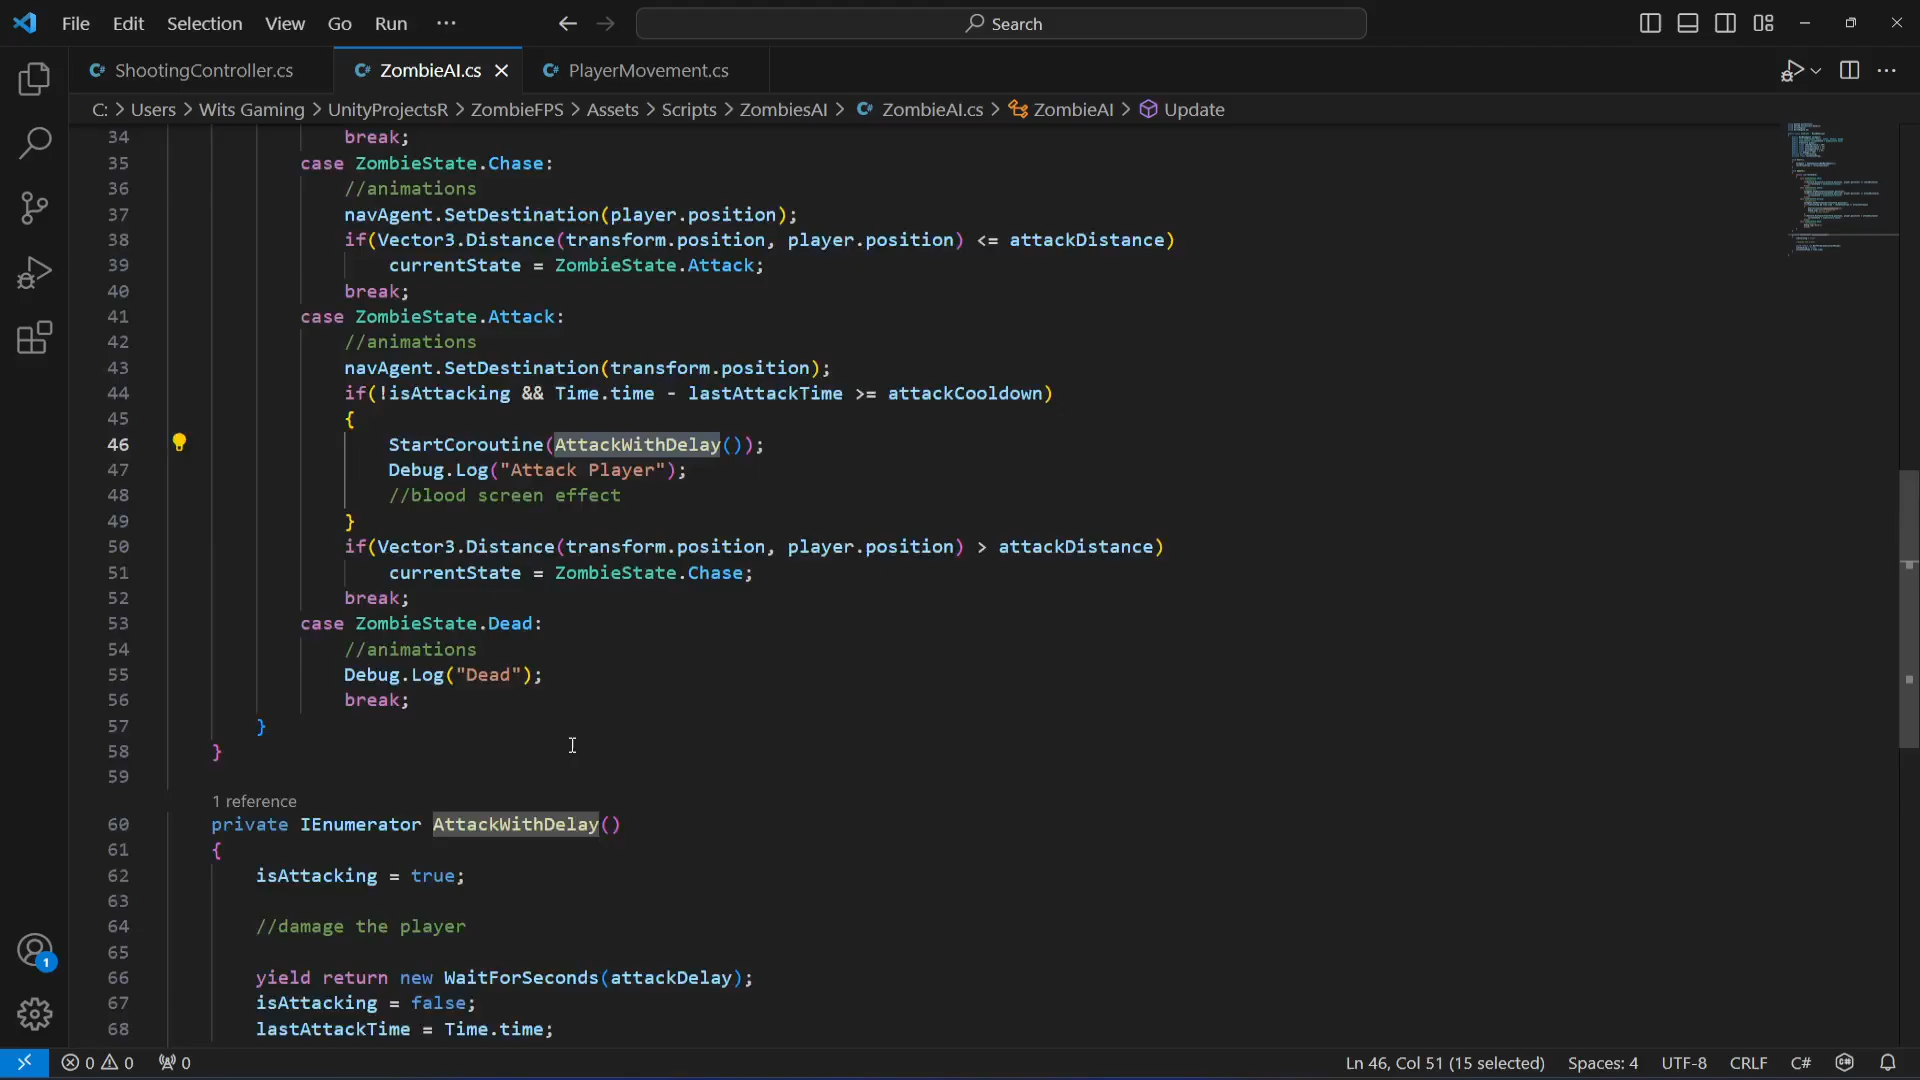 File Edit Selection View Go Run ··· Search
ShootingController.cs ZombieAI.cs PlayerMovement.cs
C: > Users > Wits Gaming > UnityProjectsR > ZombieFPS > Assets > Scripts > ZombiesAI > ZombieAI.cs > ZombieAI > Update
34 break;
35 case ZombieState.Chase:
36 //animations
37 navAgent.SetDestination(player.position);
38 if(Vector3.Distance(transform.position, player.position) <= attackDistance)
39 currentState = ZombieState.Attack;
40 break;
41 case ZombieState.Attack:
42 //animations
43 navAgent.SetDestination(transform.position);
44 if(!isAttacking && Time.time - lastAttackTime >= attackCooldown)
45 {
46 StartCoroutine(AttackWithDelay());
47 Debug.Log("Attack Player");
48 //blood screen effect
49 }
50 if(Vector3.Distance(transform.position, player.position) > attackDistance)
51 currentState = ZombieState.Chase;
52 break;
53 case ZombieState.Dead:
54 //animations
55 Debug.Log("Dead");
56 break;
57 }
58 }
59
1 reference
60 private IEnumerator AttackWithDelay()
61 {
62 isAttacking = true;
63
64 //damage the player
65
66 yield return new WaitForSeconds(attackDelay);
67 isAttacking = false;
68 lastAttackTime = Time.time;
1
0 0 0 Ln 46, Col 51 (15 selected) Spaces: 4 UTF-8 CRLF C#